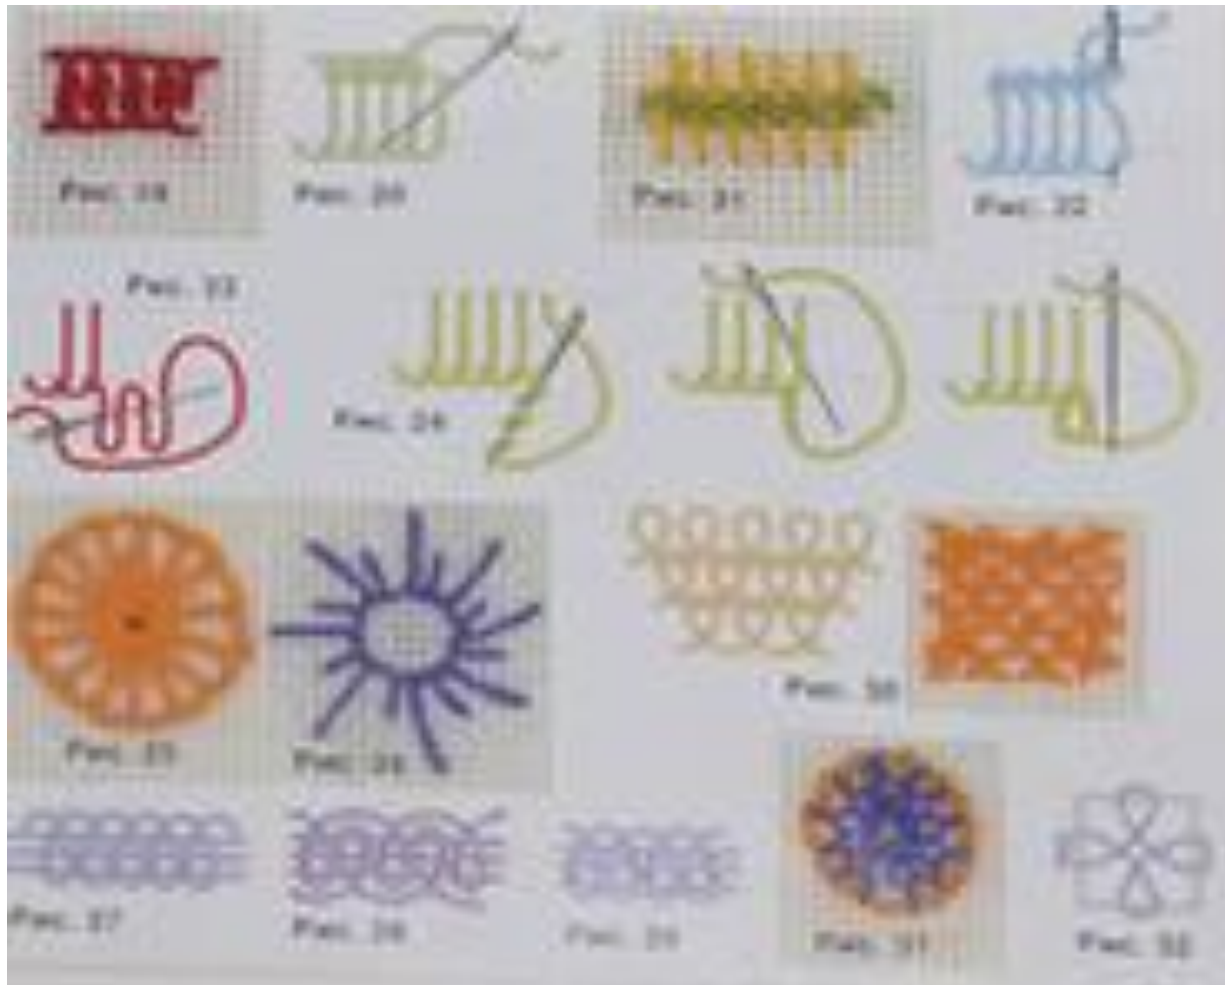 Рис. 19
Рис. 20
Рис. 21
Рис. 22
Рис. 23
Рис. 24
Рис. 25
Рис. 26
Рис. 30
Рис. 27
Рис. 28
Рис. 29
Рис. 31
Рис. 32